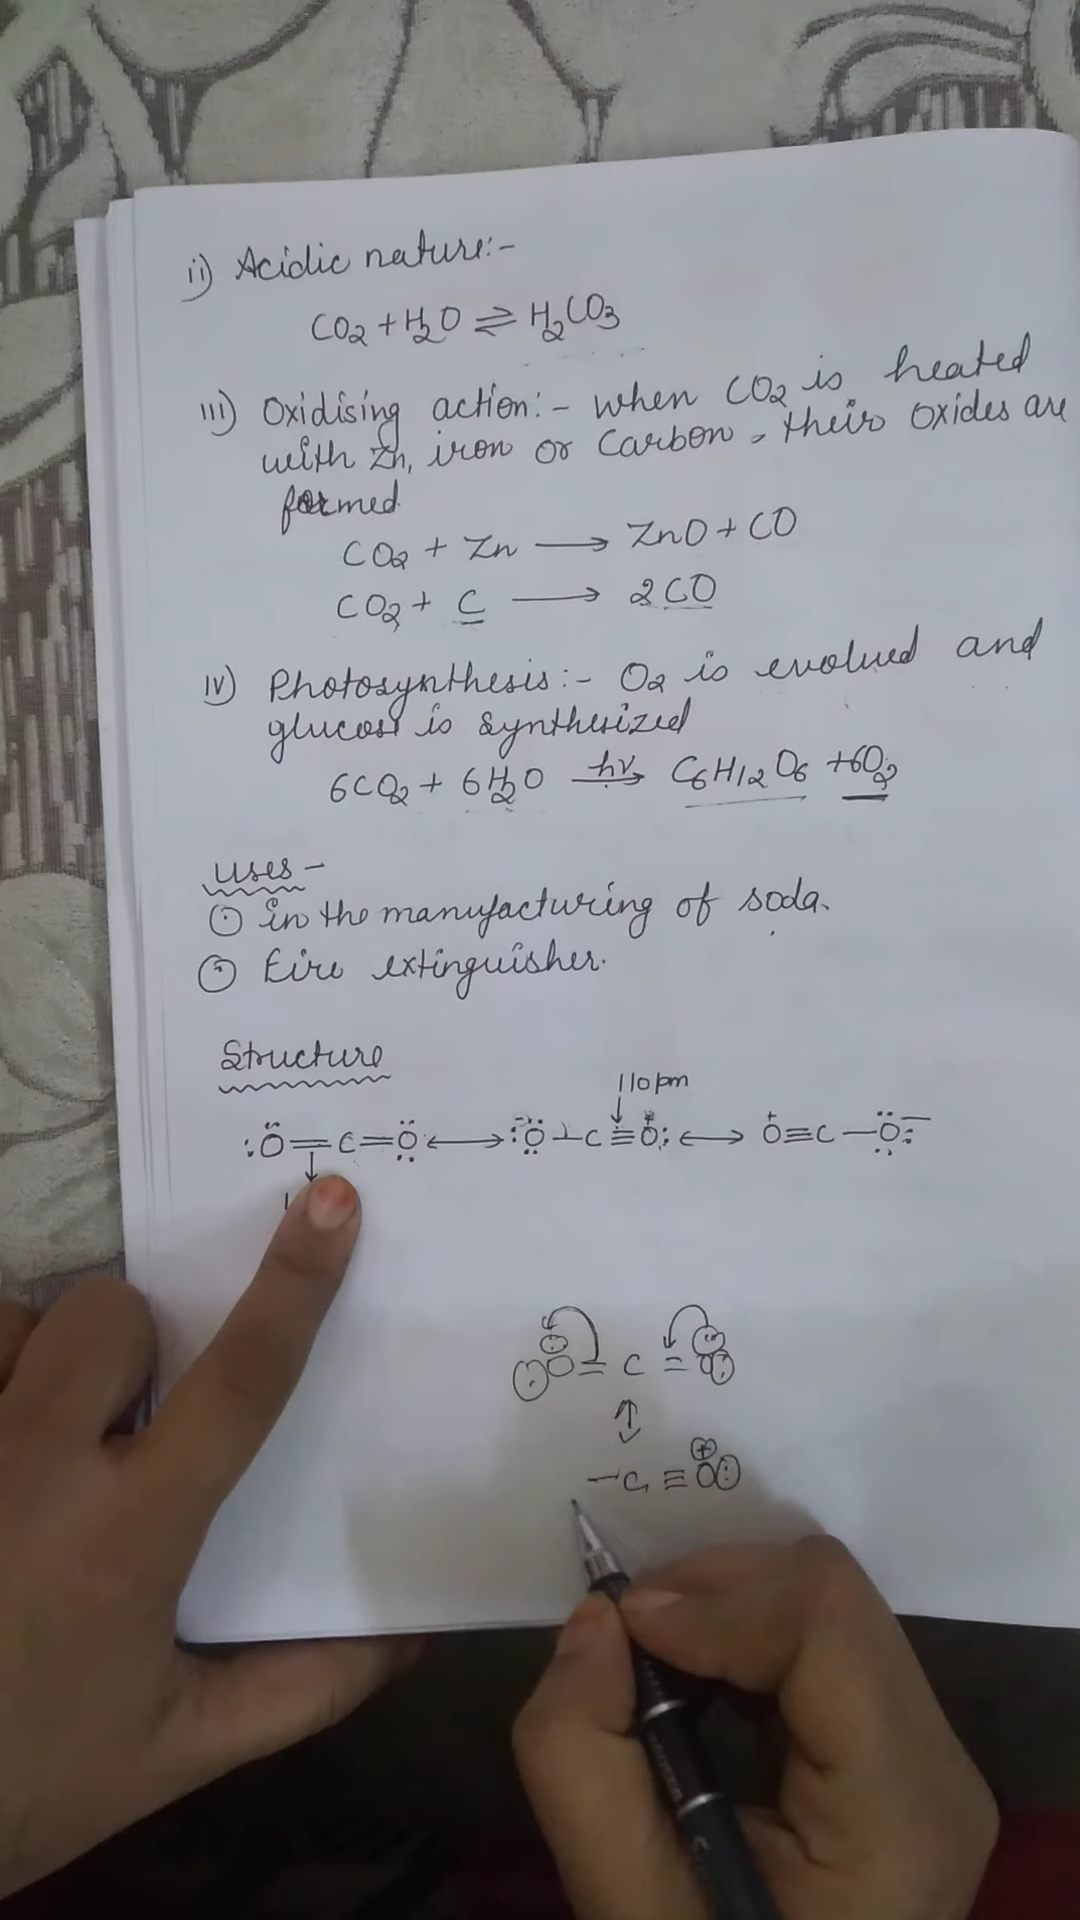 ii) Acidic nature:-
CO2 + H2O ⇌ H2CO3
iii) Oxidising action:- when CO2 is heated
with Zn, iron or Carbon, their oxides are
formed
CO2 + Zn ⟶ ZnO + CO
CO2 + C ⟶ 2CO
iv) Photosynthesis:- O2 is evolved and
glucose is synthesized
6CO2 + 6H2O hν→ C6H12O6 + 6O2
Uses -
① in the manufacturing of soda.
② Fire extinguisher.
Structure
110pm
:Ö=C=Ö ⟷ :Ö-C≡O: ⟷ O≡C-Ö:
O = C = O
-C ≡ O